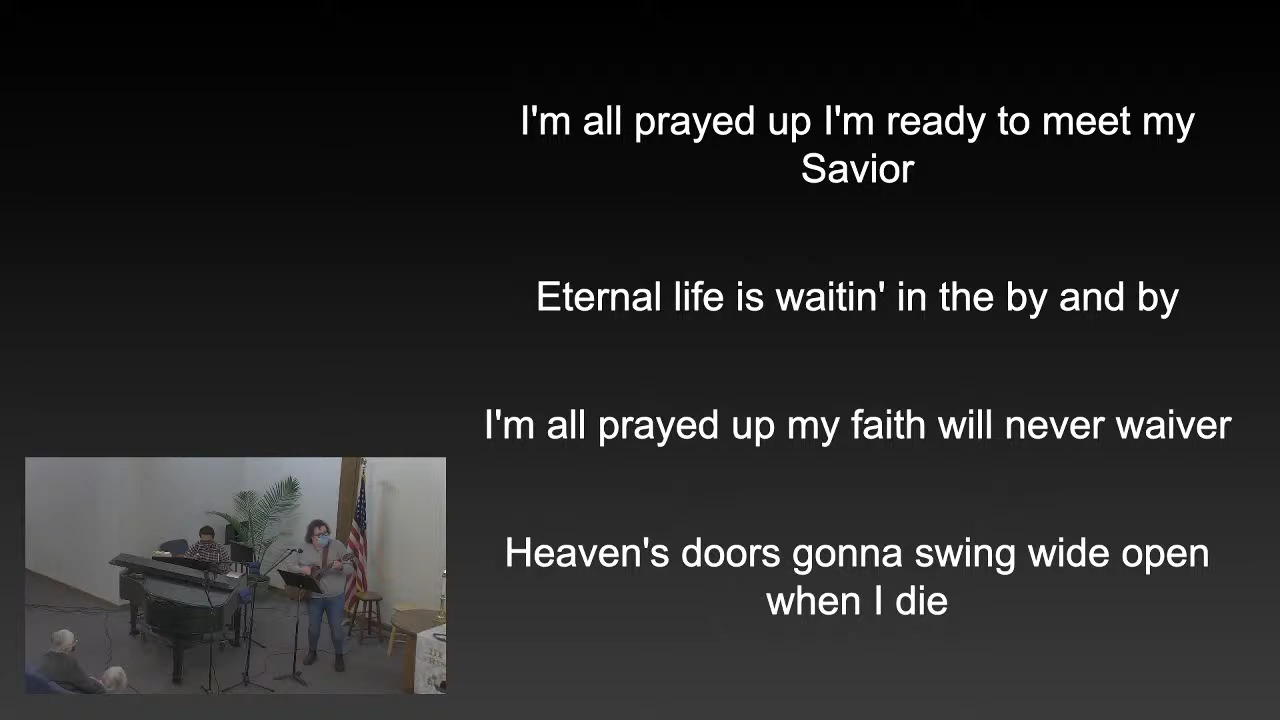 I'm all prayed up I'm ready to meet my
Savior
Eternal life is waitin' in the by and by
I'm all prayed up my faith will never waiver
Heaven's doors gonna swing wide open
when I die